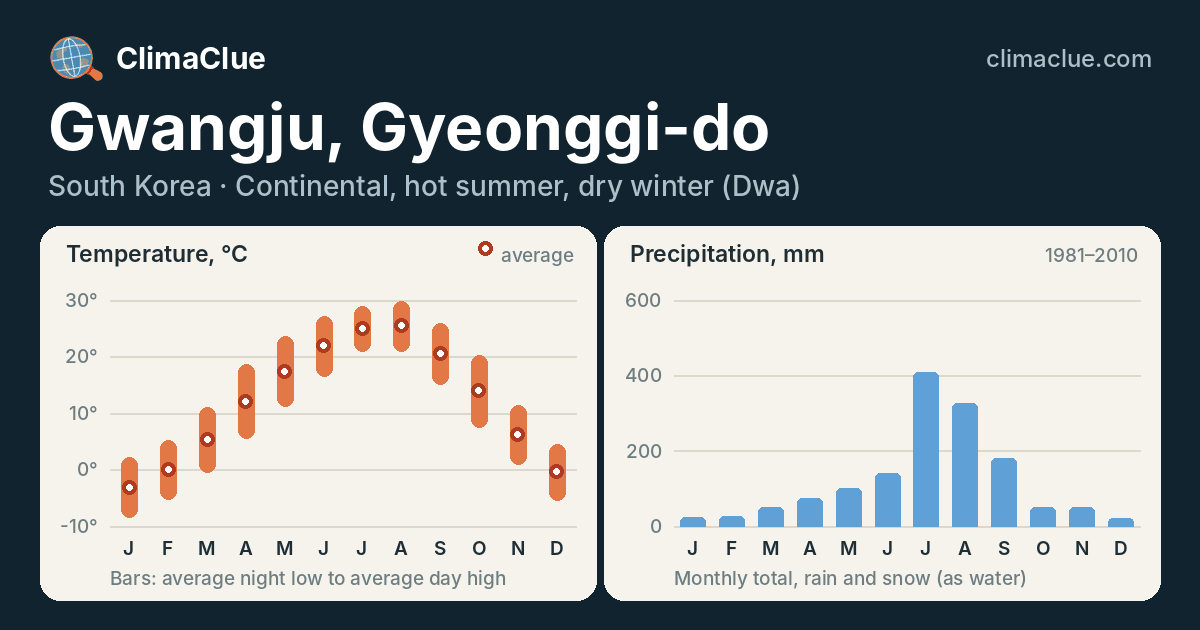 ClimaClue
climaclue.com
Gwangju, Gyeonggi-do
South Korea · Continental, hot summer, dry winter (Dwa)
Temperature, °C
average
30°
20°
10°
0°
-10°
J F M A M J J A S O N D
Bars: average night low to average day high
Precipitation, mm
1981–2010
600
400
200
0
J F M A M J J A S O N D
Monthly total, rain and snow (as water)